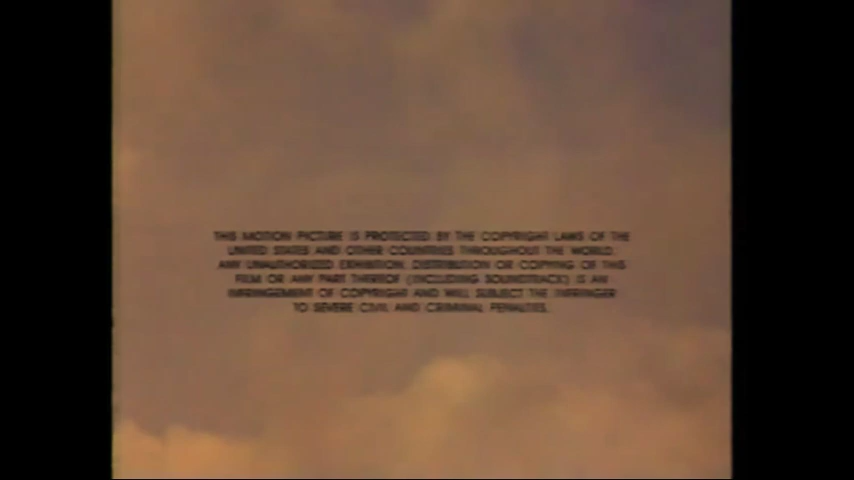 THIS MOTION PICTURE IS PROTECTED BY THE COPYRIGHT LAWS OF THE
UNITED STATES AND OTHER COUNTRIES THROUGHOUT THE WORLD.
ANY UNAUTHORIZED EXHIBITION, DISTRIBUTION OR COPYING OF THIS
FILM OR ANY PART THEREOF (INCLUDING SOUNDTRACK) IS AN
INFRINGEMENT OF COPYRIGHT AND WILL SUBJECT THE INFRINGER
TO SEVERE CIVIL AND CRIMINAL PENALTIES.